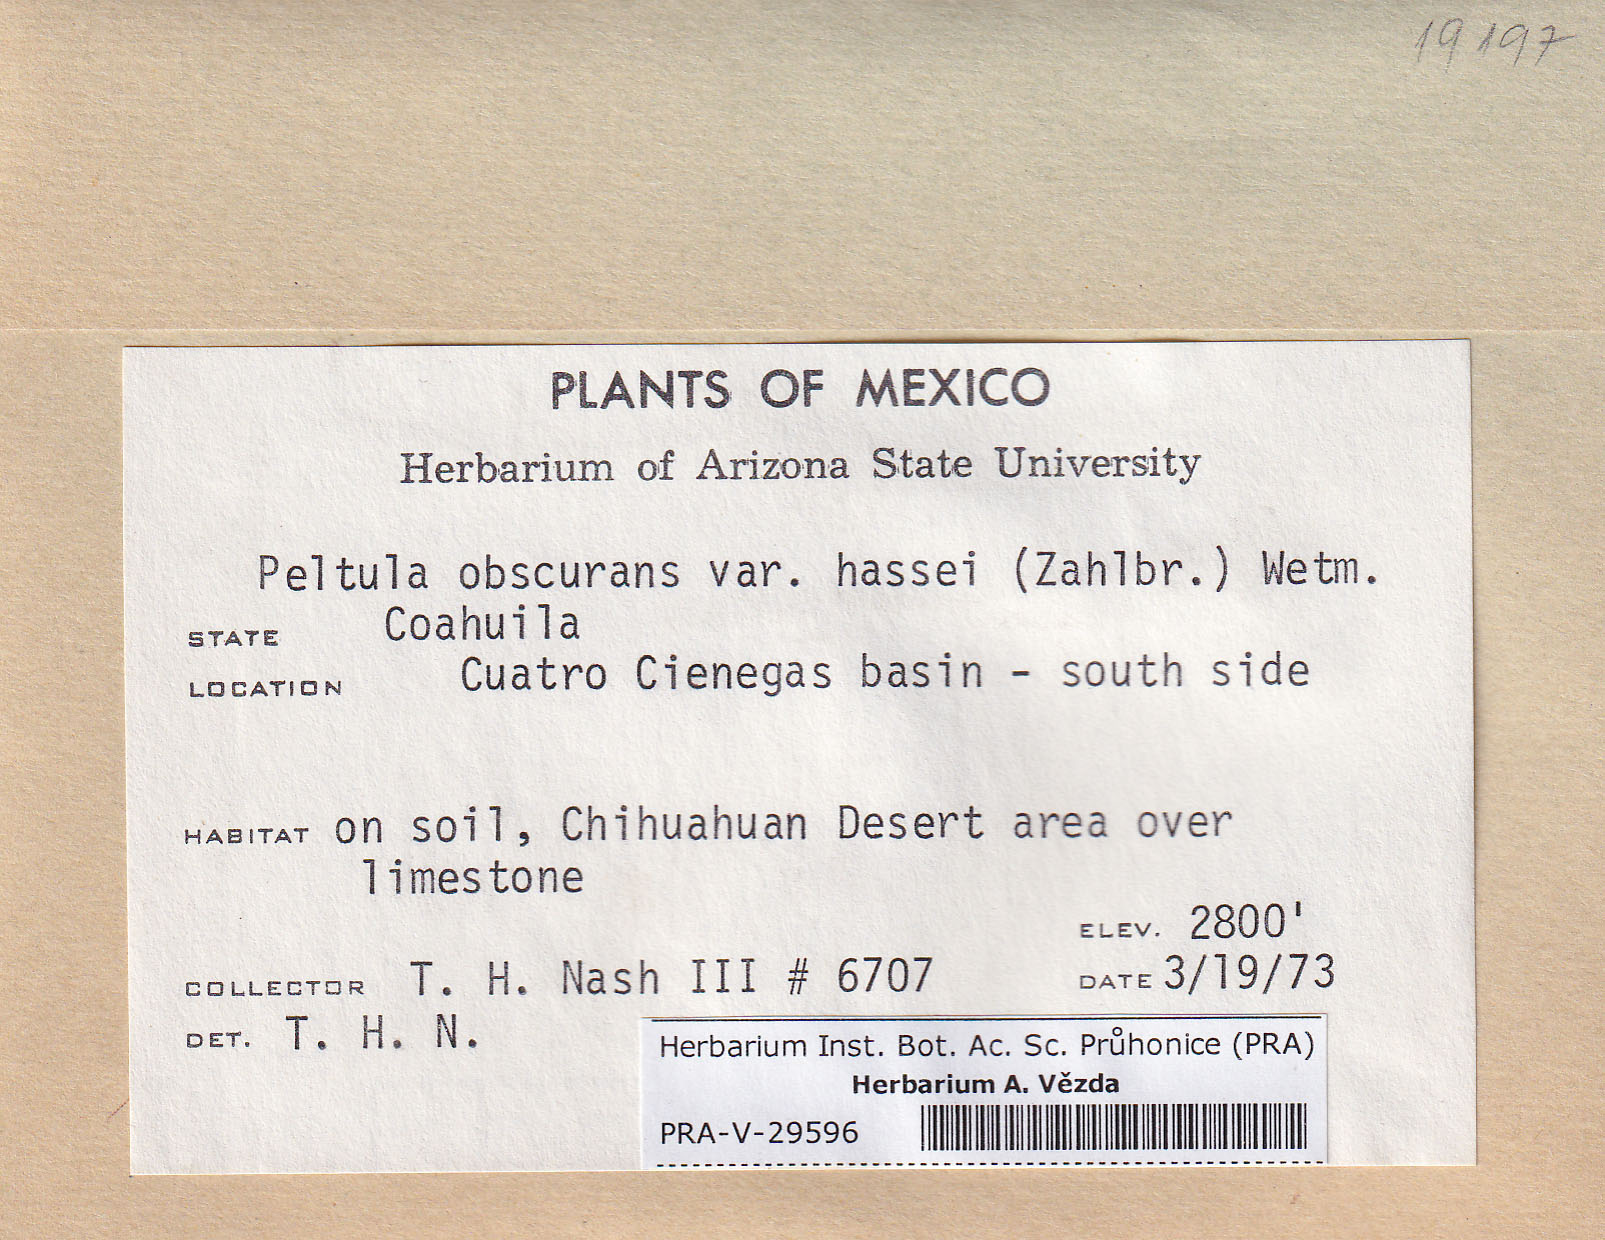 19197
PLANTS OF MEXICO
Herbarium of Arizona State University
Peltula obscurans var. hassei (Zahlbr.) Wetm.
STATE Coahuila
LOCATION Cuatro Cienegas basin - south side
HABITAT on soil, Chihuahuan Desert area over
limestone
ELEV. 2800'
COLLECTOR T. H. Nash III # 6707 DATE 3/19/73
DET. T. H. N.
Herbarium Inst. Bot. Ac. Sc. Průhonice (PRA)
Herbarium A. Vězda
PRA-V-29596